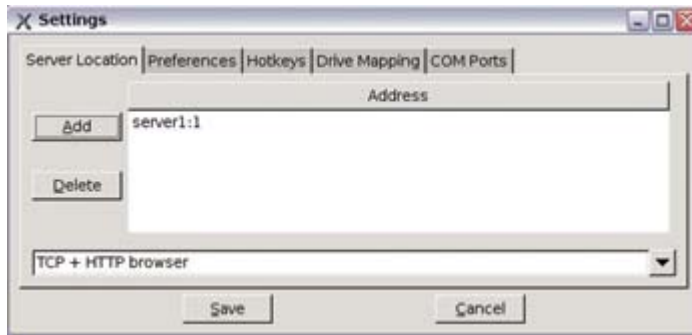 Settings
Server Location Preferences Hotkeys Drive Mapping COM Ports
Address
Add
server1:1
Delete
TCP + HTTP browser
Save Cancel